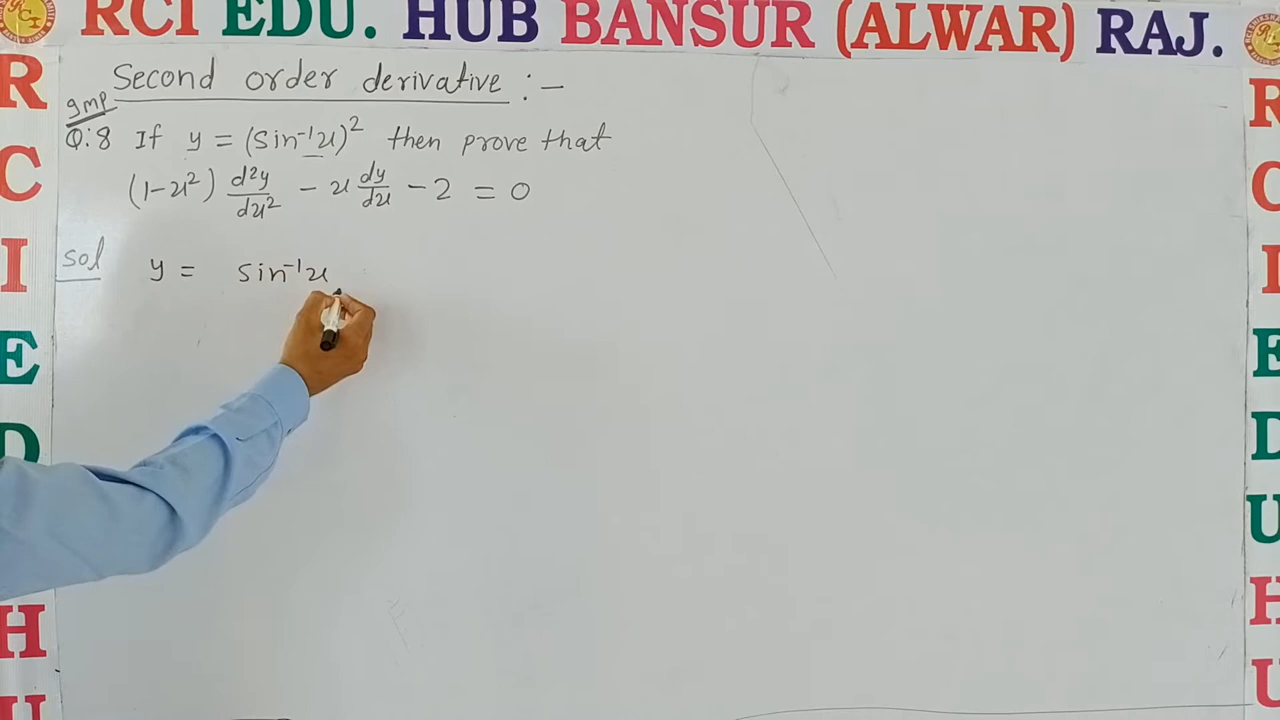 RCI EDU. HUB BANSUR (ALWAR) RAJ.
Second order derivative :-
Imp
Q:8 If y = (sin⁻¹x)² then prove that
(1-x²) d²y/dx² - x dy/dx - 2 = 0
Sol y = sin⁻¹x
R
C
I
E
D
H
U
R
C
I
E
D
U
H
U